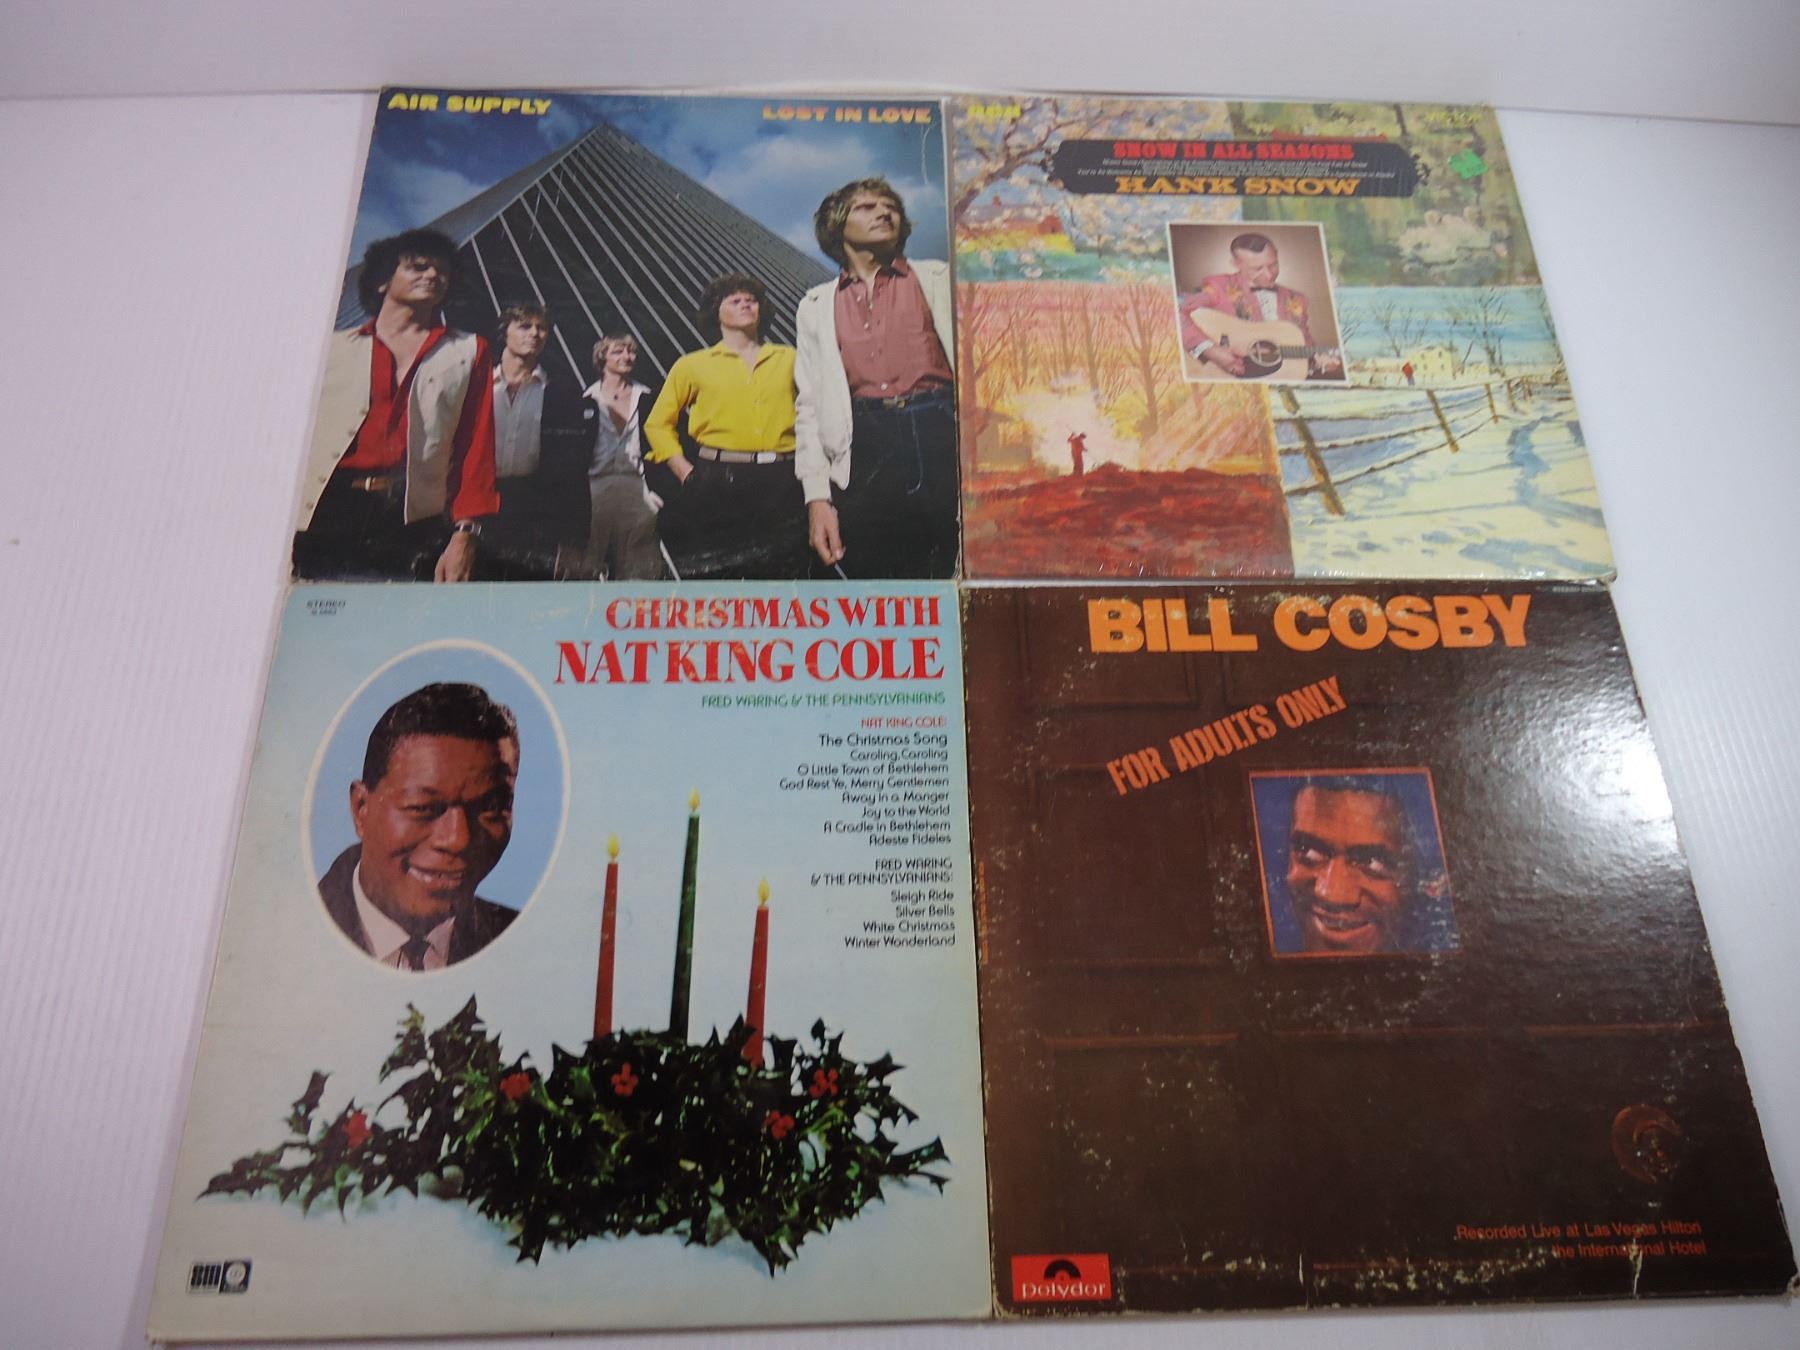 AIR SUPPLY
LOST IN LOVE
SNOW IN ALL SEASONS
HANK SNOW
STEREO
CHRISTMAS WITH
NAT KING COLE
FRED WARING & THE PENNSYLVANIANS
NAT KING COLE:
The Christmas Song
Caroling, Caroling
O Little Town of Bethlehem
God Rest Ye, Merry Gentlemen
Away in a Manger
Joy to the World
A Cradle in Bethlehem
Adeste Fideles
FRED WARING
& THE PENNSYLVANIANS:
Sleigh Ride
Silver Bells
White Christmas
Winter Wonderland
BILL COSBY
FOR ADULTS ONLY
Recorded Live at Las Vegas Hilton
the International Hotel
polydor